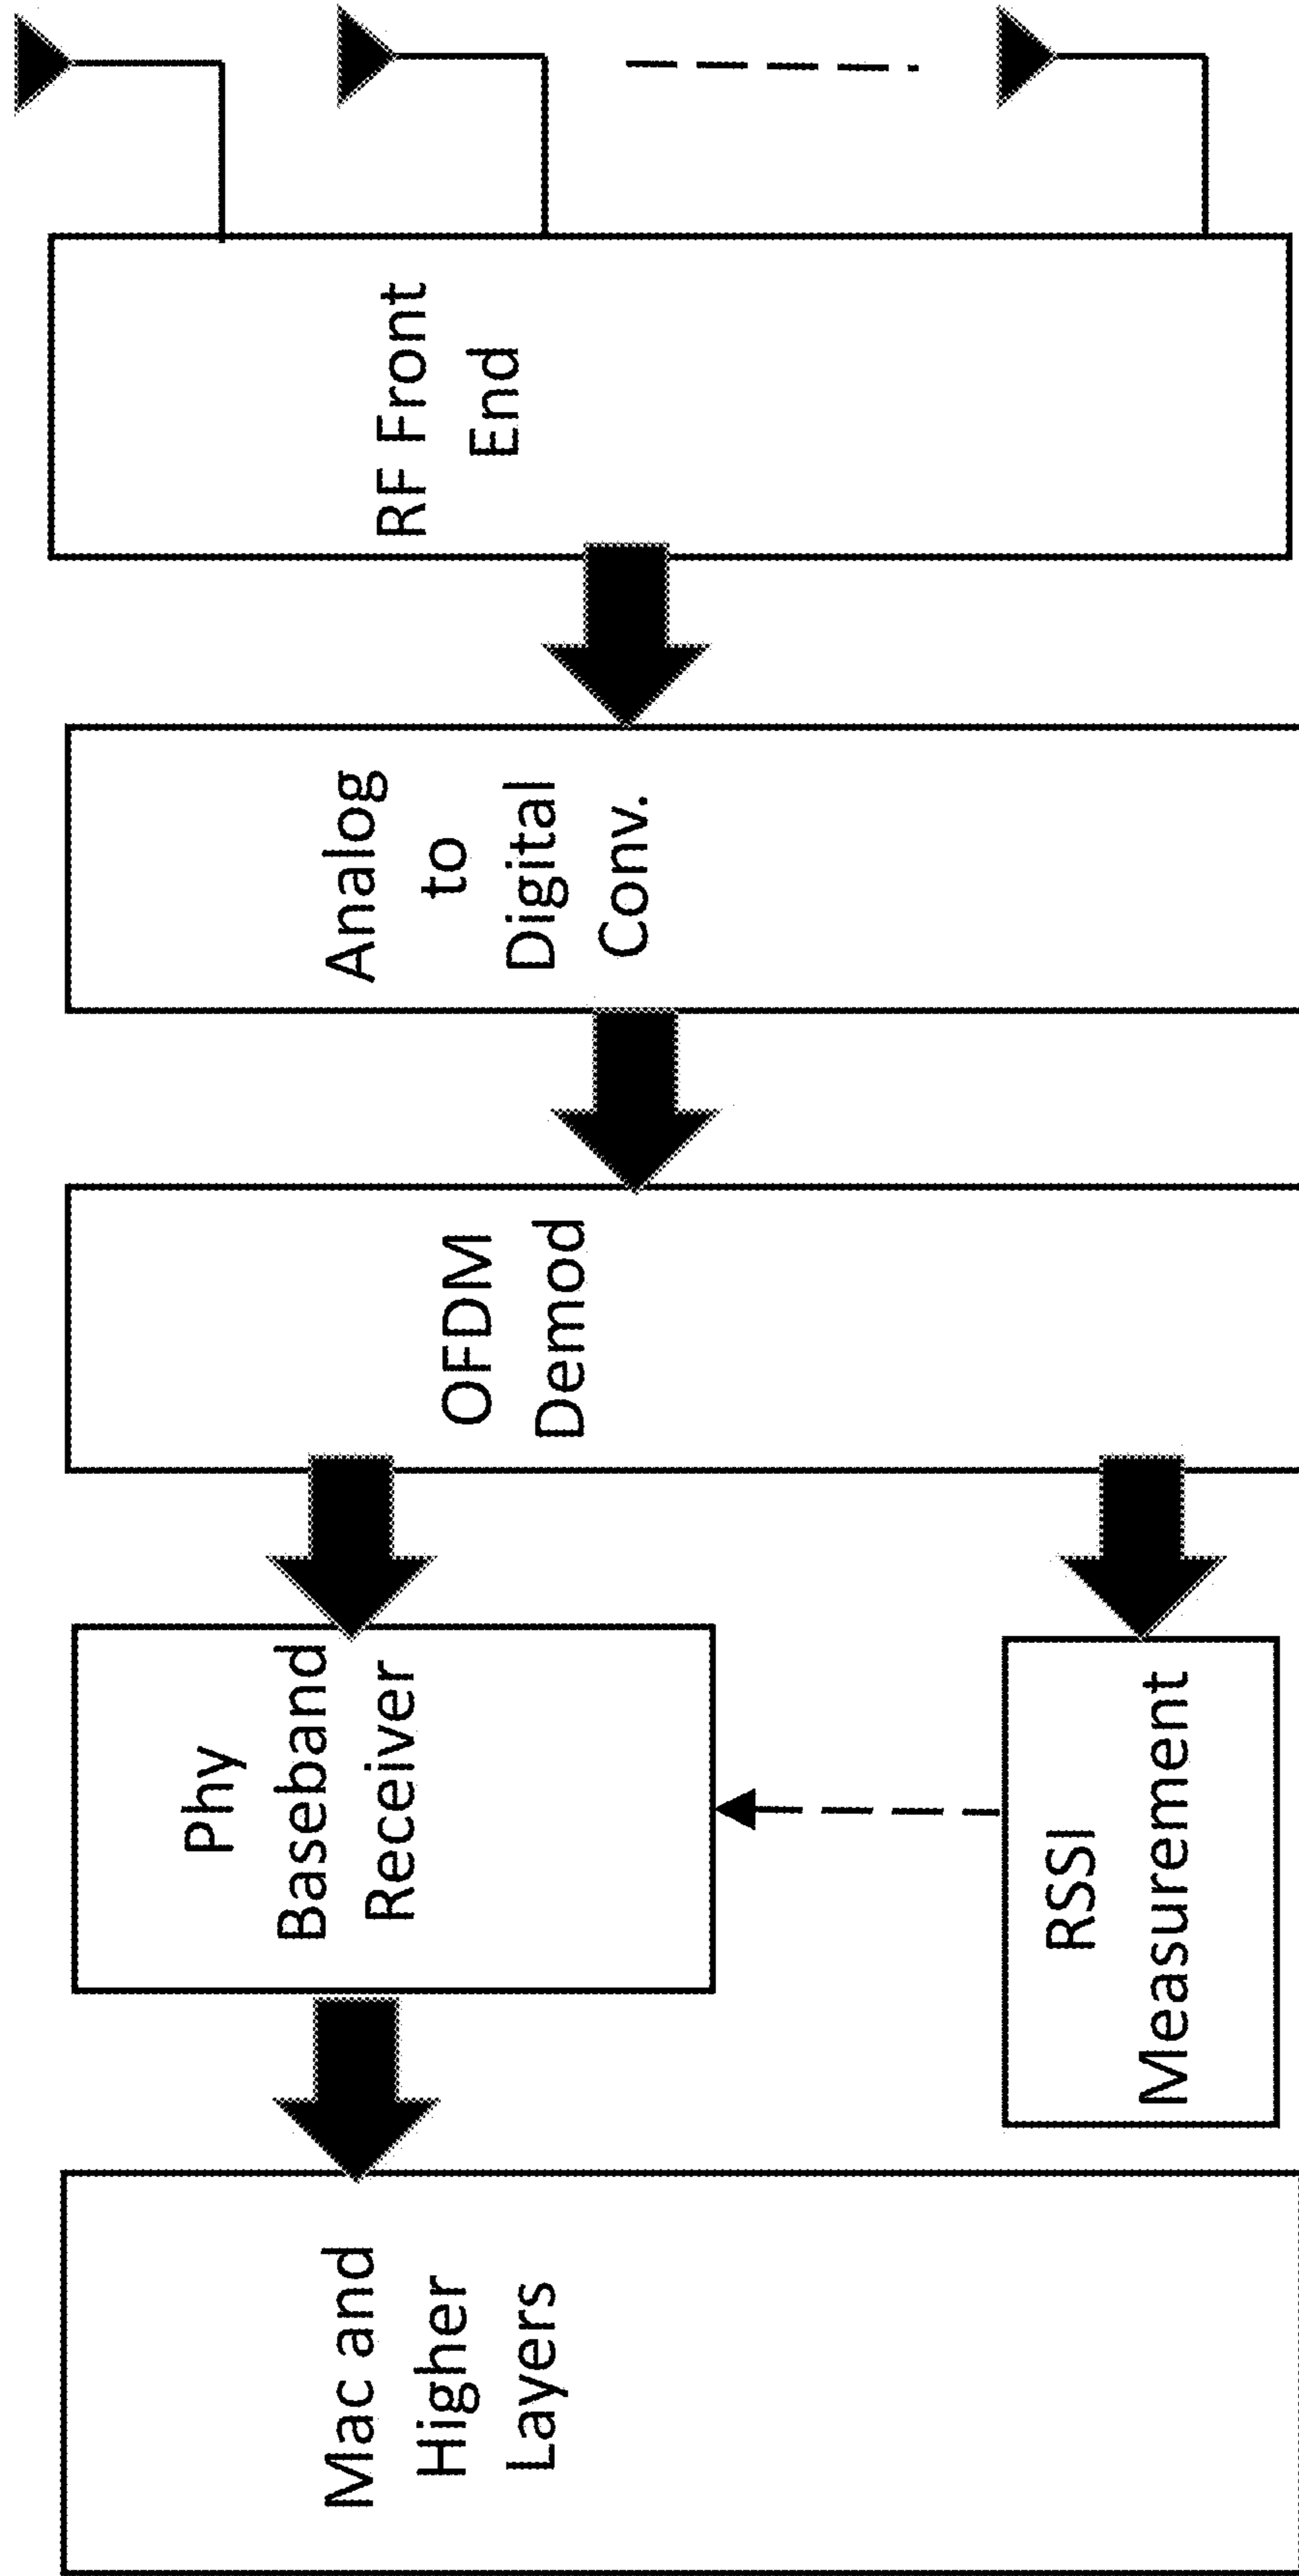 Mac and
Higher
Layers
Phy
Baseband
Receiver
RSSI
Measurement
OFDM
Demod
Analog
to
Digital
Conv.
RF Front
End